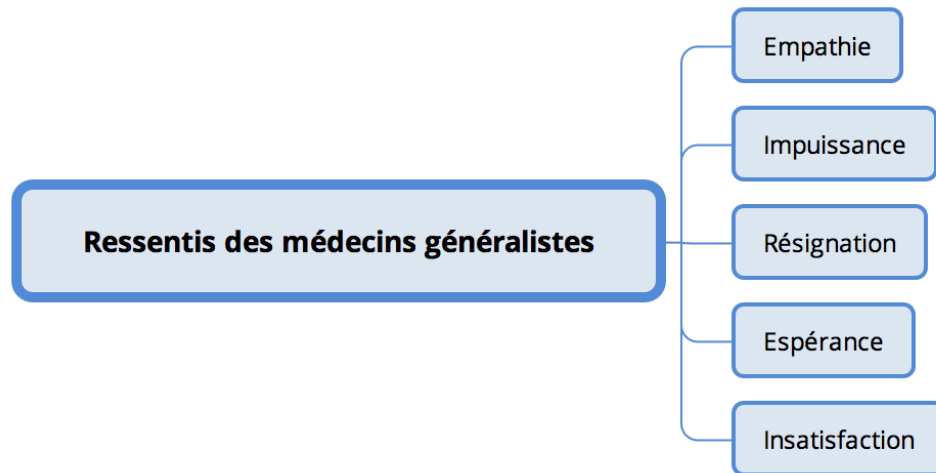 Empathie
Impuissance
Ressentis des médecins généralistes
Résignation
Espérance
Insatisfaction